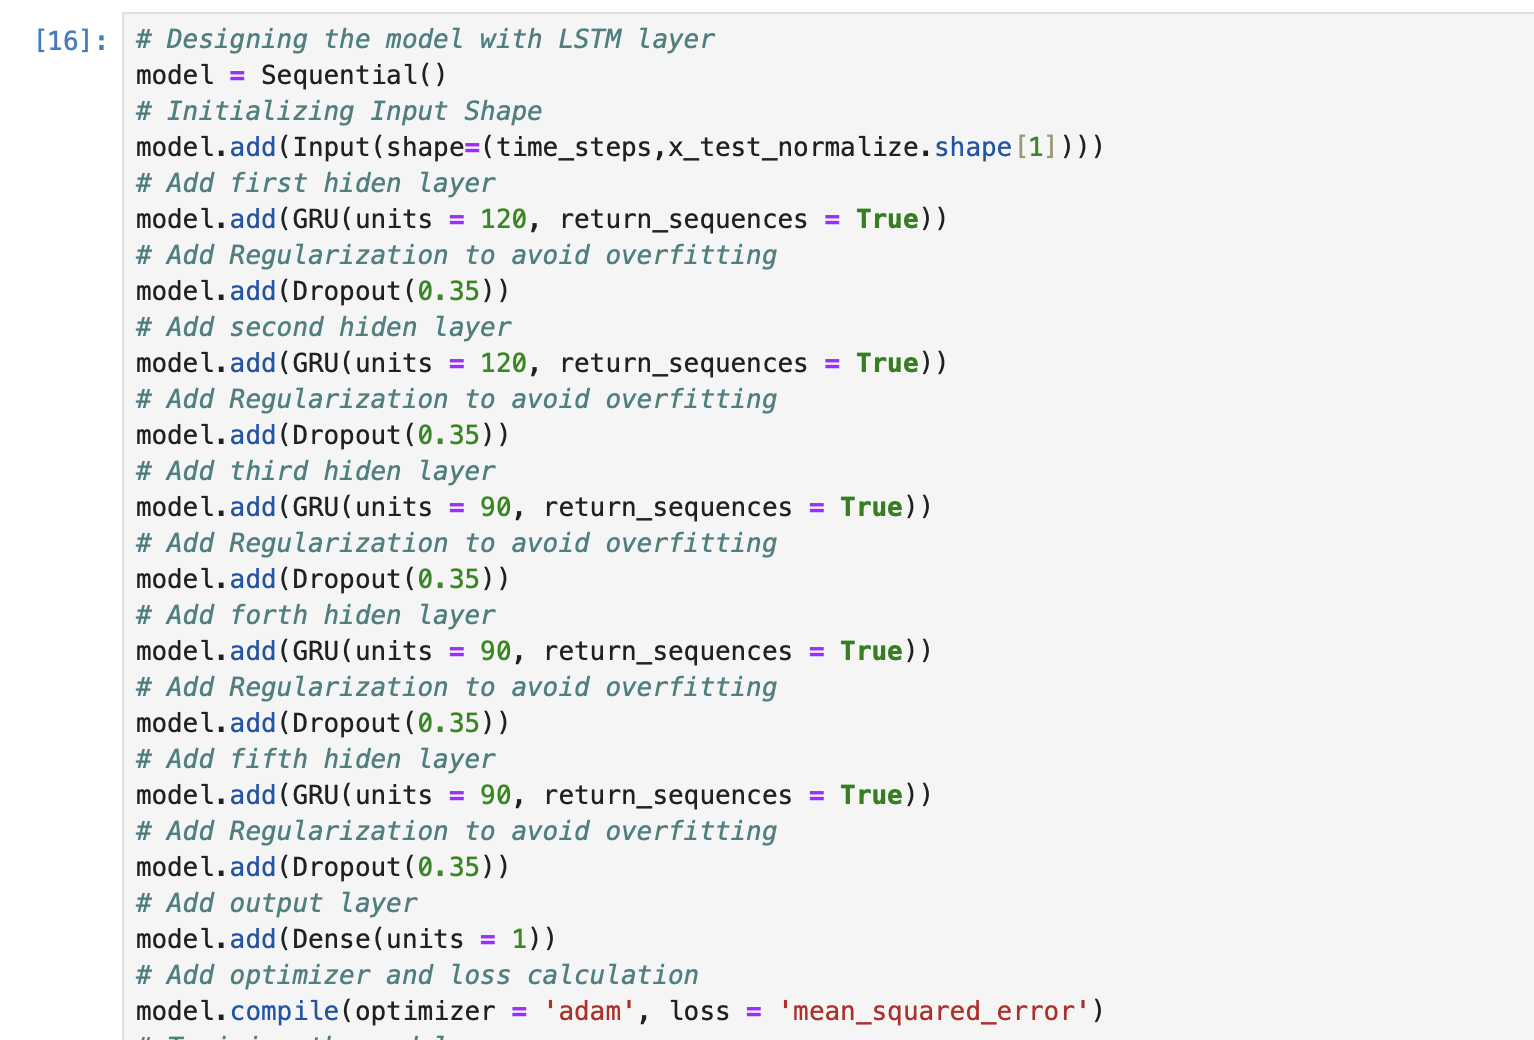 [16]:
# Designing the model with LSTM layer
model = Sequential()
# Initializing Input Shape
model.add(Input(shape=(time_steps,x_test_normalize.shape[1])))
# Add first hiden layer
model.add(GRU(units = 120, return_sequences = True))
# Add Regularization to avoid overfitting
model.add(Dropout(0.35))
# Add second hiden layer
model.add(GRU(units = 120, return_sequences = True))
# Add Regularization to avoid overfitting
model.add(Dropout(0.35))
# Add third hiden layer
model.add(GRU(units = 90, return_sequences = True))
# Add Regularization to avoid overfitting
model.add(Dropout(0.35))
# Add forth hiden layer
model.add(GRU(units = 90, return_sequences = True))
# Add Regularization to avoid overfitting
model.add(Dropout(0.35))
# Add fifth hiden layer
model.add(GRU(units = 90, return_sequences = True))
# Add Regularization to avoid overfitting
model.add(Dropout(0.35))
# Add output layer
model.add(Dense(units = 1))
# Add optimizer and loss calculation
model.compile(optimizer = 'adam', loss = 'mean_squared_error')